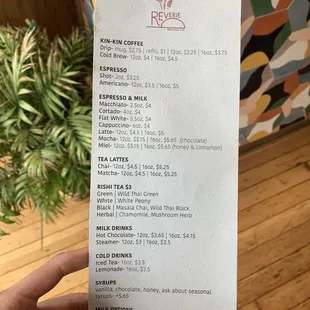 REVERIE
KIN-KIN COFFEE
Drip- mug, $2.75 | refill, $1 | 12oz, $3.25 | 16oz, $3.75
Cold Brew- 12oz, $4 | 16oz, $4.5
ESPRESSO
Shot- 2oz, $3.25
Americano- 12oz, $3.5 | 16oz, $5
ESPRESSO & MILK
Macchiato- 2.5oz, $4
Cortado- 4oz, $4
Flat White- 5.5oz, $4
Cappuccino- 6oz, $4
Latte- 12oz, $4.5 | 16oz, $5
Mocha- 12oz, $5.15 | 16oz, $5.65 (chocolate)
Miel- 12oz, $5.15 | 16oz, $5.65 (honey & cinnamon)
TEA LATTES
Chai- 12oz, $4.5 | 16oz, $5.25
Matcha- 12oz, $4.5 | 16oz, $5.25
RISHI TEA $3
Green | Wild Thai Green
White | White Peony
Black | Masala Chai, Wild Thai Black
Herbal | Chamomile, Mushroom Hero
MILK DRINKS
Hot Chocolate- 12oz, $3.65 | 16oz, $4.15
Steamer- 12oz, $3 | 16oz, $3.5
COLD DRINKS
Iced Tea- 16oz, $3.5
Lemonade- 16oz, $3.5
SYRUPS
vanilla, chocolate, honey, ask about seasonal
syrups- +$.65
MILK OPTIONS